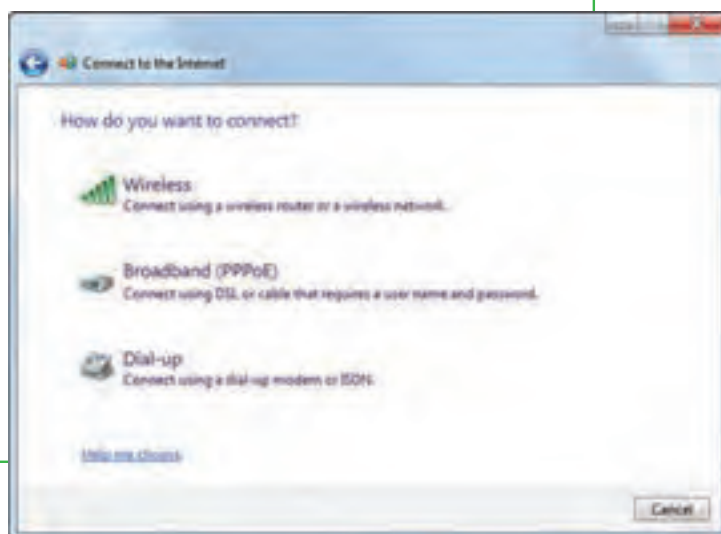 Connect to the Internet
How do you want to connect?
Wireless
Connect using a wireless router or a wireless network.
Broadband (PPPoE)
Connect using DSL or cable that requires a user name and password.
Dial-up
Connect using a dial-up modem or ISDN.
Help me choose
Cancel